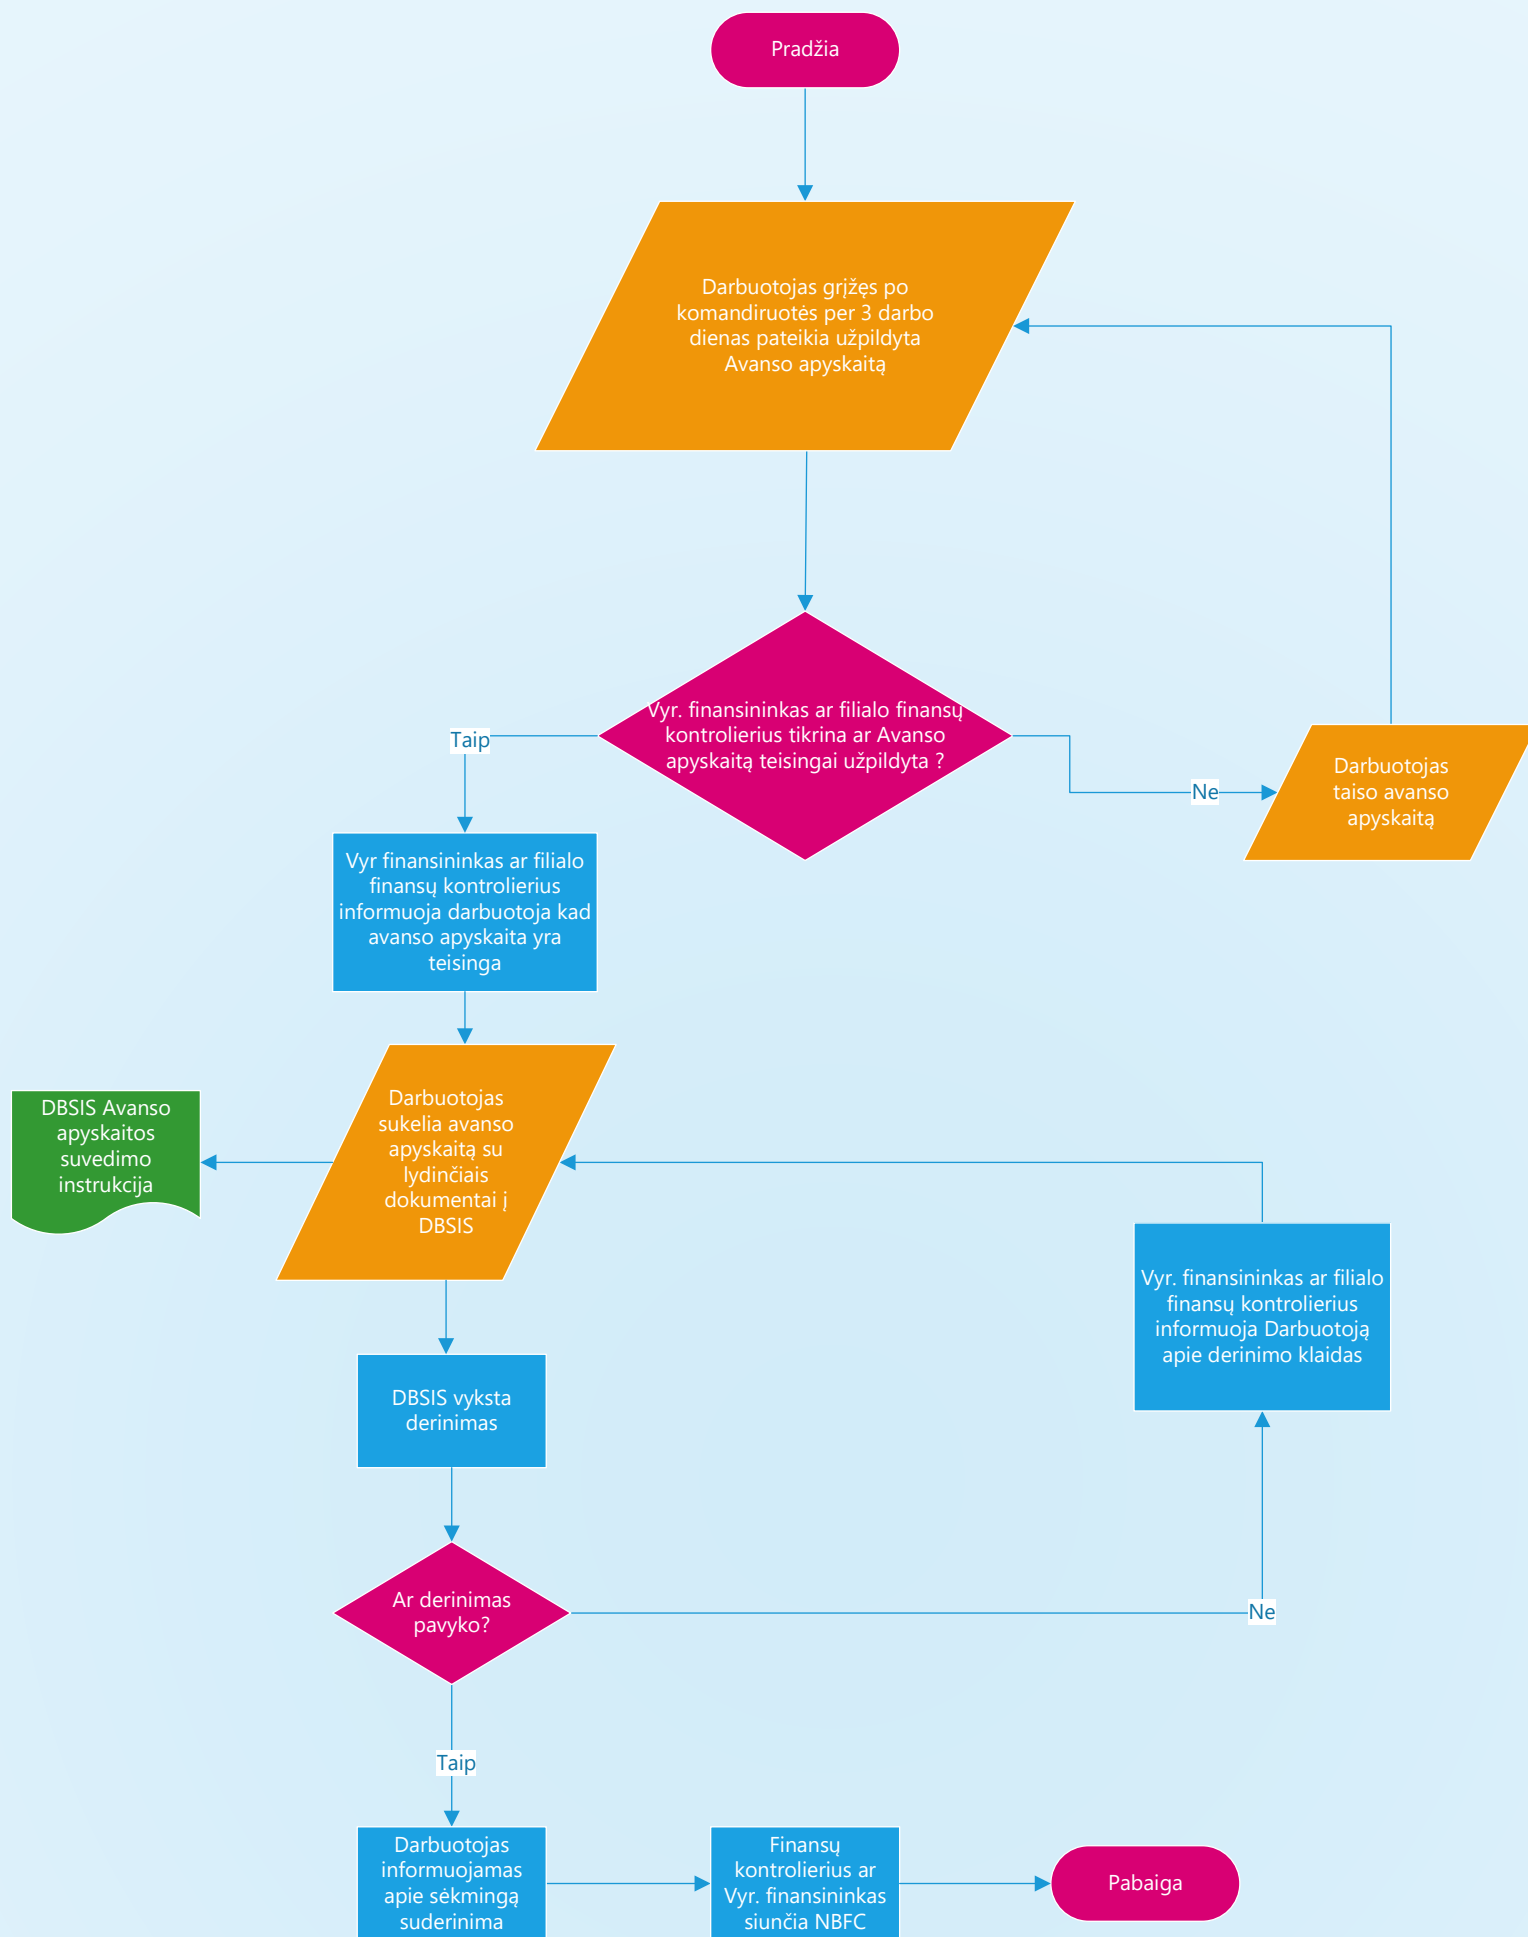 Pradžia
Darbuotojas grįžęs po
komandiruotės per 3 darbo
dienas pateikia užpildyta
Avanso apyskaitą
Vyr. finansininkas ar filialo finansų
kontrolierius tikrina ar Avanso
apyskaitą teisingai užpildyta ?
Taip
Ne
Darbuotojas
taiso avanso
apyskaitą
Vyr finansininkas ar filialo
finansų kontrolierius
informuoja darbuotoja kad
avanso apyskaita yra
teisinga
Darbuotojas
sukelia avanso
apyskaitą su
lydinčiais
dokumentai į
DBSIS
DBSIS Avanso
apyskaitos
suvedimo
instrukcija
Vyr. finansininkas ar filialo
finansų kontrolierius
informuoja Darbuotoją
apie derinimo klaidas
DBSIS vyksta
derinimas
Ar derinimas
pavyko?
Ne
Taip
Darbuotojas
informuojamas
apie sėkmingą
suderinima
Finansų
kontrolierius ar
Vyr. finansininkas
siunčia NBFC
Pabaiga